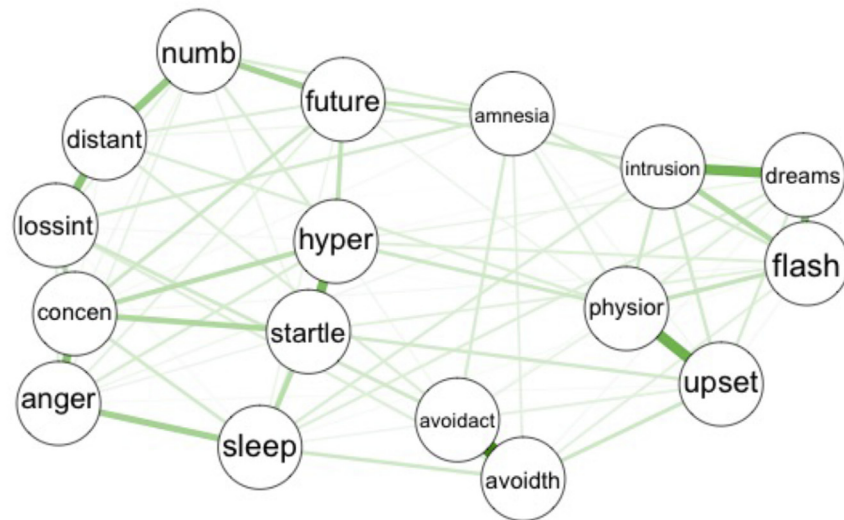 numb
future
amnesia
distant
intrusion
dreams
lossint
hyper
flash
concen
startle
physior
anger
upset
sleep
avoidact
avoidth